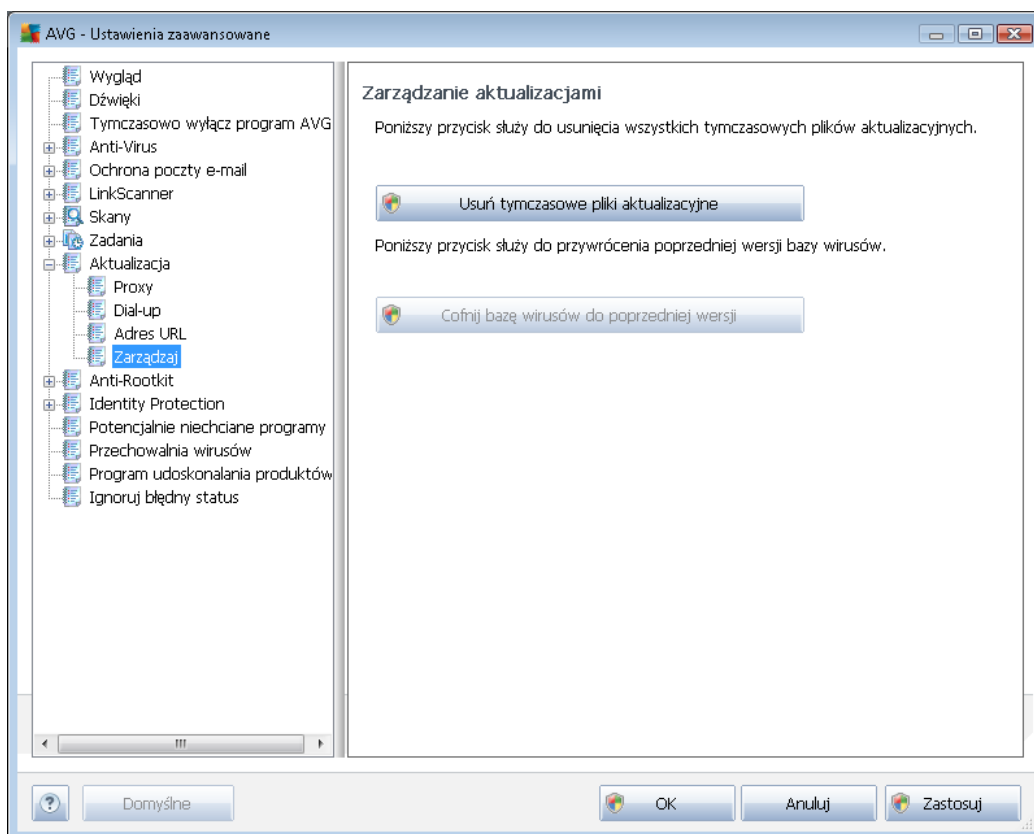 AVG - Ustawienia zaawansowane
Wygląd
Dźwięki
Tymczasowo wyłącz program AVG
Anti-Virus
Ochrona poczty e-mail
LinkScanner
Skany
Zadania
Aktualizacja
Proxy
Dial-up
Adres URL
Zarządzaj
Anti-Rootkit
Identity Protection
Potencjalnie niechciane programy
Przechowalnia wirusów
Program udoskonalania produktów
Ignoruj błędny status
Zarządzanie aktualizacjami
Poniższy przycisk służy do usunięcia wszystkich tymczasowych plików aktualizacyjnych.
Usuń tymczasowe pliki aktualizacyjne
Poniższy przycisk służy do przywrócenia poprzedniej wersji bazy wirusów.
Cofnij bazę wirusów do poprzedniej wersji
? Domyślne OK Anuluj Zastosuj